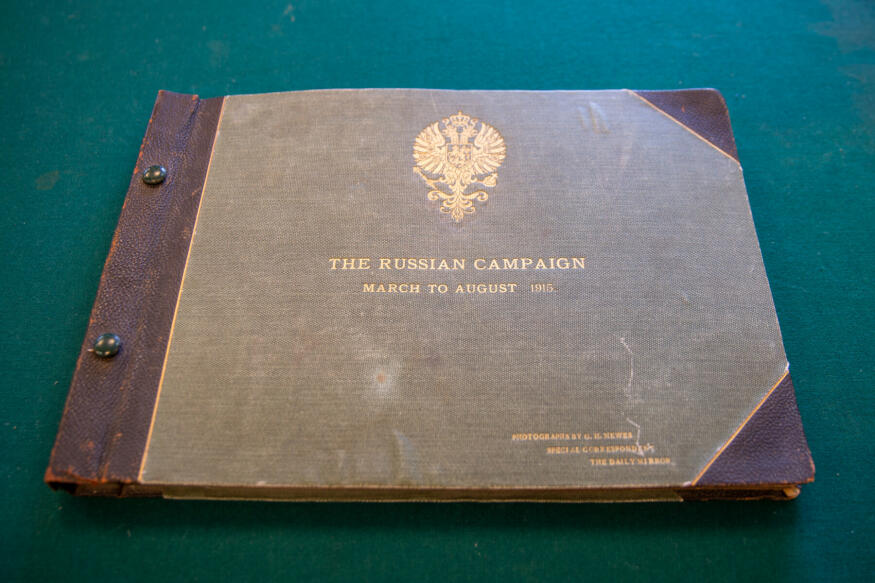 THE RUSSIAN CAMPAIGN
MARCH TO AUGUST 1915.
PHOTOGRAPHS BY G. H. MEWES
SPECIAL CORRESPONDENT
THE DAILY MIRROR